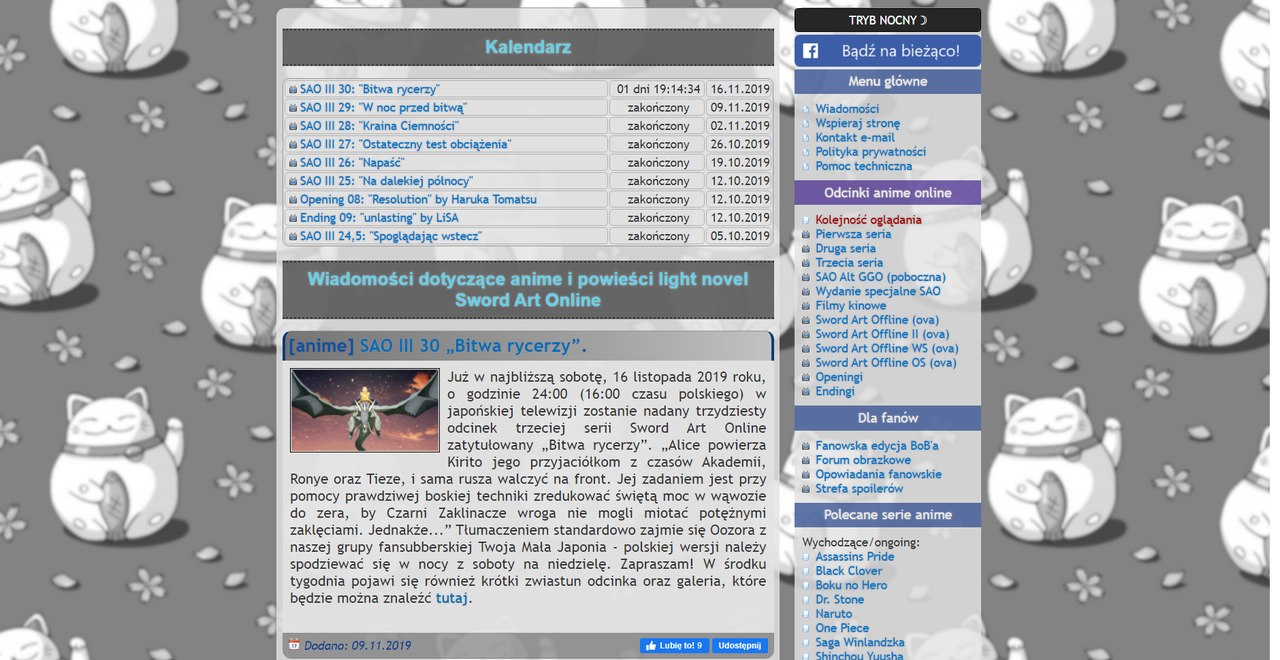 Kalendarz
SAO III 30: "Bitwa rycerzy" 01 dni 19:14:34 16.11.2019
SAO III 29: "W noc przed bitwą" zakończony 09.11.2019
SAO III 28: "Kraina Ciemności" zakończony 02.11.2019
SAO III 27: "Ostateczny test obciążenia" zakończony 26.10.2019
SAO III 26: "Napaść" zakończony 19.10.2019
SAO III 25: "Na dalekiej północy" zakończony 12.10.2019
Opening 08: "Resolution" by Haruka Tomatsu zakończony 12.10.2019
Ending 09: "unlasting" by LiSA zakończony 12.10.2019
SAO III 24,5: "Spoglądając wstecz" zakończony 05.10.2019
Wiadomości dotyczące anime i powieści light novel
Sword Art Online
[anime] SAO III 30 „Bitwa rycerzy”.
Już w najbliższą sobotę, 16 listopada 2019 roku,
o godzinie 24:00 (16:00 czasu polskiego) w
japońskiej telewizji zostanie nadany trzydziesty
odcinek trzeciej serii Sword Art Online
zatytułowany „Bitwa rycerzy”. „Alice powierza
Kirito jego przyjaciółkom z czasów Akademii,
Ronye oraz Tieze, i sama rusza walczyć na front. Jej zadaniem jest przy
pomocy prawdziwej boskiej techniki zredukować świętą moc w wąwozie
do zera, by Czarni Zaklinacze wroga nie mogli miotać potężnymi
zaklęciami. Jednakże...” Tłumaczeniem standardowo zajmie się Oozora z
naszej grupy fansubberskiej Twoja Mała Japonia - polskiej wersji należy
spodziewać się w nocy z soboty na niedzielę. Zapraszam! W środku
tygodnia pojawi się również krótki zwiastun odcinka oraz galeria, które
będzie można znaleźć tutaj.
Dodano: 09.11.2019
Lubię to! 9 Udostępnij
TRYB NOCNY☽
Bądź na bieżąco!
Menu główne
Wiadomości
Wspieraj stronę
Kontakt e-mail
Polityka prywatności
Pomoc techniczna
Odcinki anime online
Kolejność oglądania
Pierwsza seria
Druga seria
Trzecia seria
SAO Alt GGO (poboczna)
Wydanie specjalne SAO
Filmy kinowe
Sword Art Offline (ova)
Sword Art Offline II (ova)
Sword Art Offline WS (ova)
Sword Art Offline OS (ova)
Openingi
Endingi
Dla fanów
Fanowska edycja BoB'a
Forum obrazkowe
Opowiadania fanowskie
Strefa spoilerów
Polecane serie anime
Wychodzące/ongoing:
Assassins Pride
Black Clover
Boku no Hero
Dr. Stone
Naruto
One Piece
Saga Winlandzka
Shinchou Yuusha